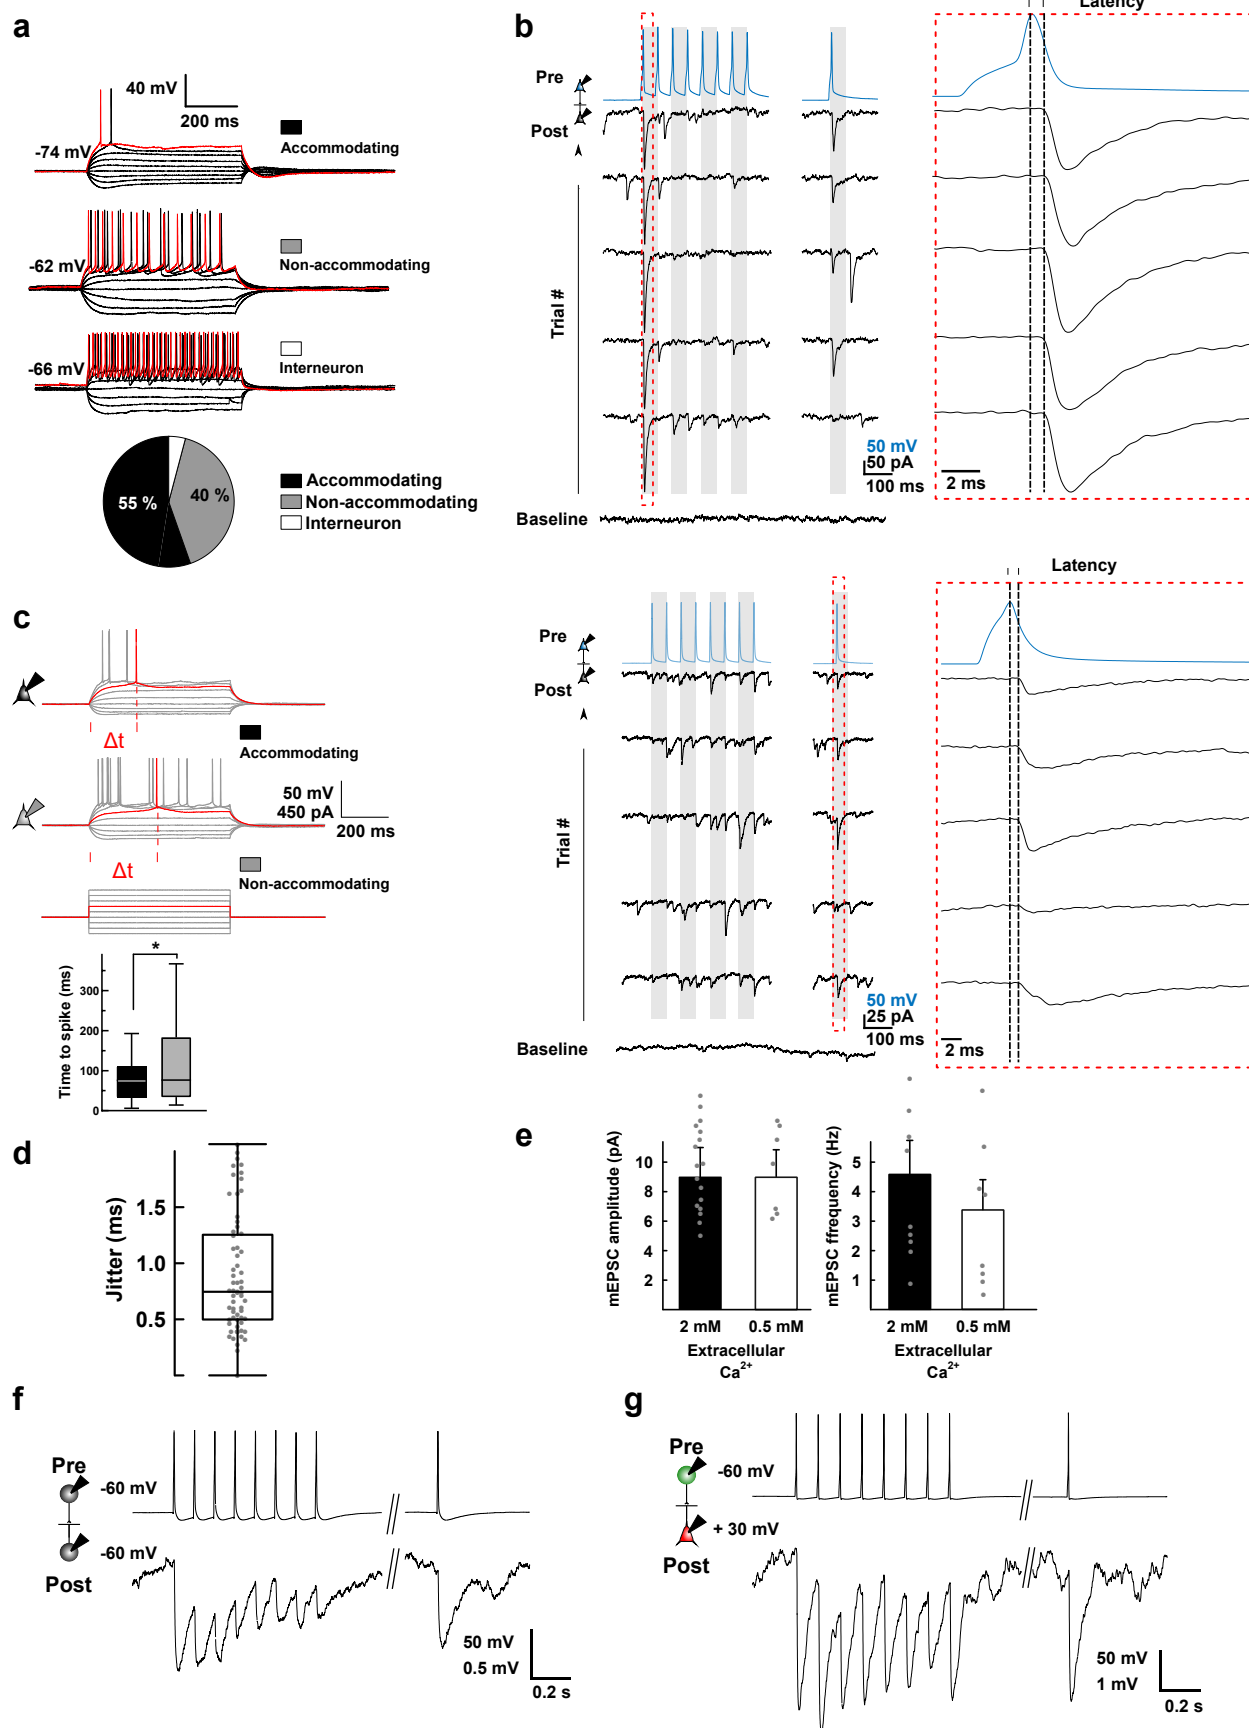 a
40 mV
200 ms
Accommodating
-74 mV
Non-accommodating
-62 mV
Interneuron
-66 mV
55 %
40 %
Accommodating
Non-accommodating
Interneuron
b
Latency
Pre
Post
Trial #
50 mV
50 pA
100 ms
2 ms
Baseline
Latency
Pre
Post
Trial #
50 mV
25 pA
100 ms
2 ms
Baseline
c
Δt
Accommodating
50 mV
450 pA
200 ms
Δt
Non-accommodating
*
Time to spike (ms)
300
200
100
0
d
Jitter (ms)
1.5
1.0
0.5
e
mEPSC amplitude (pA)
10
8
6
4
2
2 mM
0.5 mM
Extracellular
Ca2+
mEPSC ffrequency (Hz)
5
4
3
2
1
2 mM
0.5 mM
Extracellular
Ca2+
f
Pre
-60 mV
-60 mV
Post
50 mV
0.5 mV
0.2 s
g
Pre
-60 mV
+ 30 mV
Post
50 mV
1 mV
0.2 s